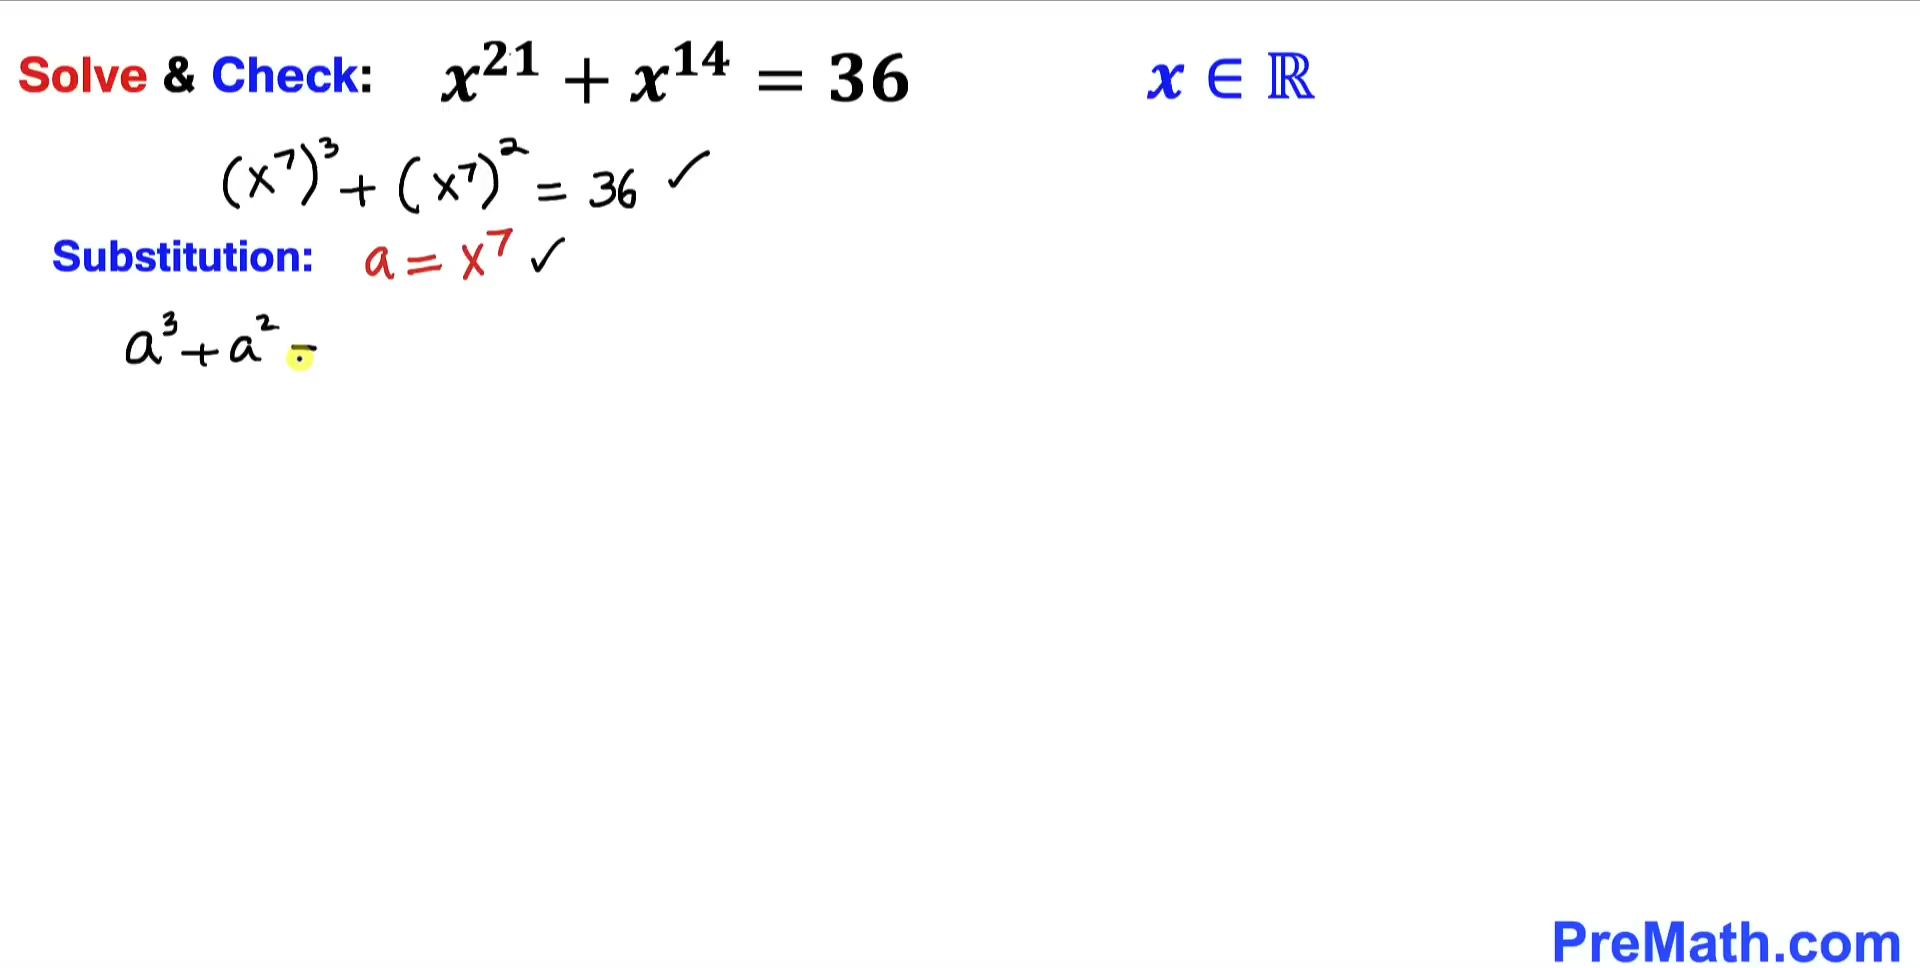 Solve & Check: x²¹ + x¹⁴ = 36 x ∈ ℝ
(x⁷)³ + (x⁷)² = 36 ✓
Substitution: a = x⁷ ✓
a³ + a² =
PreMath.com